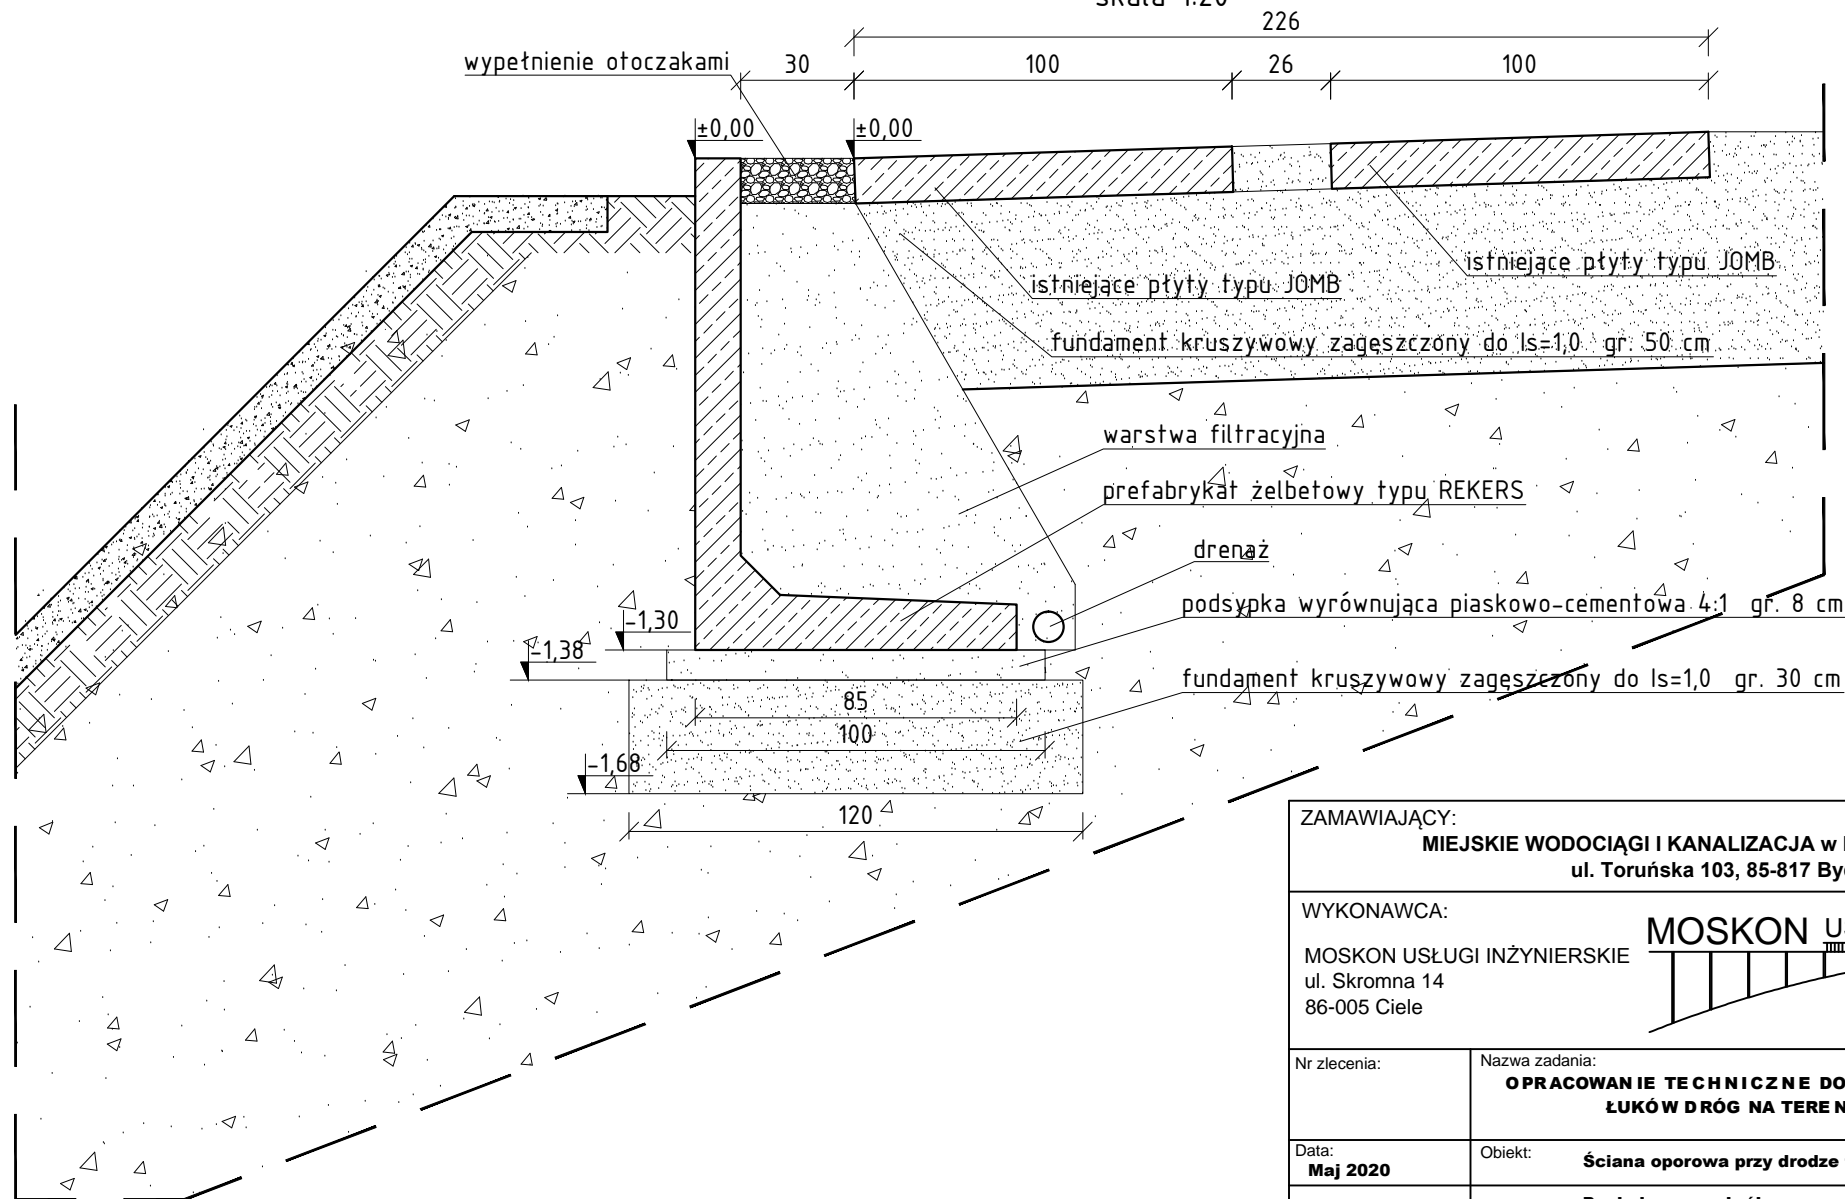 226
wypełnienie otoczakami
30
100
26
100
±0,00
±0,00
istniejące płyty typu JOMB
istniejące płyty typu JOMB
fundament kruszywowy zagęszczony do Is=1,0 gr. 50 cm
warstwa filtracyjna
prefabrykat żelbetowy typu REKERS
drenaż
podsypka wyrównująca piaskowo-cementowa 4:1 gr. 8 cm
-1,30
-1,38
fundament kruszywowy zagęszczony do Is=1,0 gr. 30 cm
85
100
-1,68
120
ZAMAWIAJĄCY:
MIEJSKIE WODOCIĄGI I KANALIZACJA w
ul. Toruńska 103, 85-817
WYKONAWCA:
MOSKON
MOSKON USŁUGI INŻYNIERSKIE
ul. Skromna 14
86-005 Ciele
Nr zlecenia:
Nazwa zadania:
OPRACOWANIE TECHNICZNE
ŁUKÓW DRÓG NA
Data:
Maj 2020
Obiekt:
Ściana oporowa przy drodze